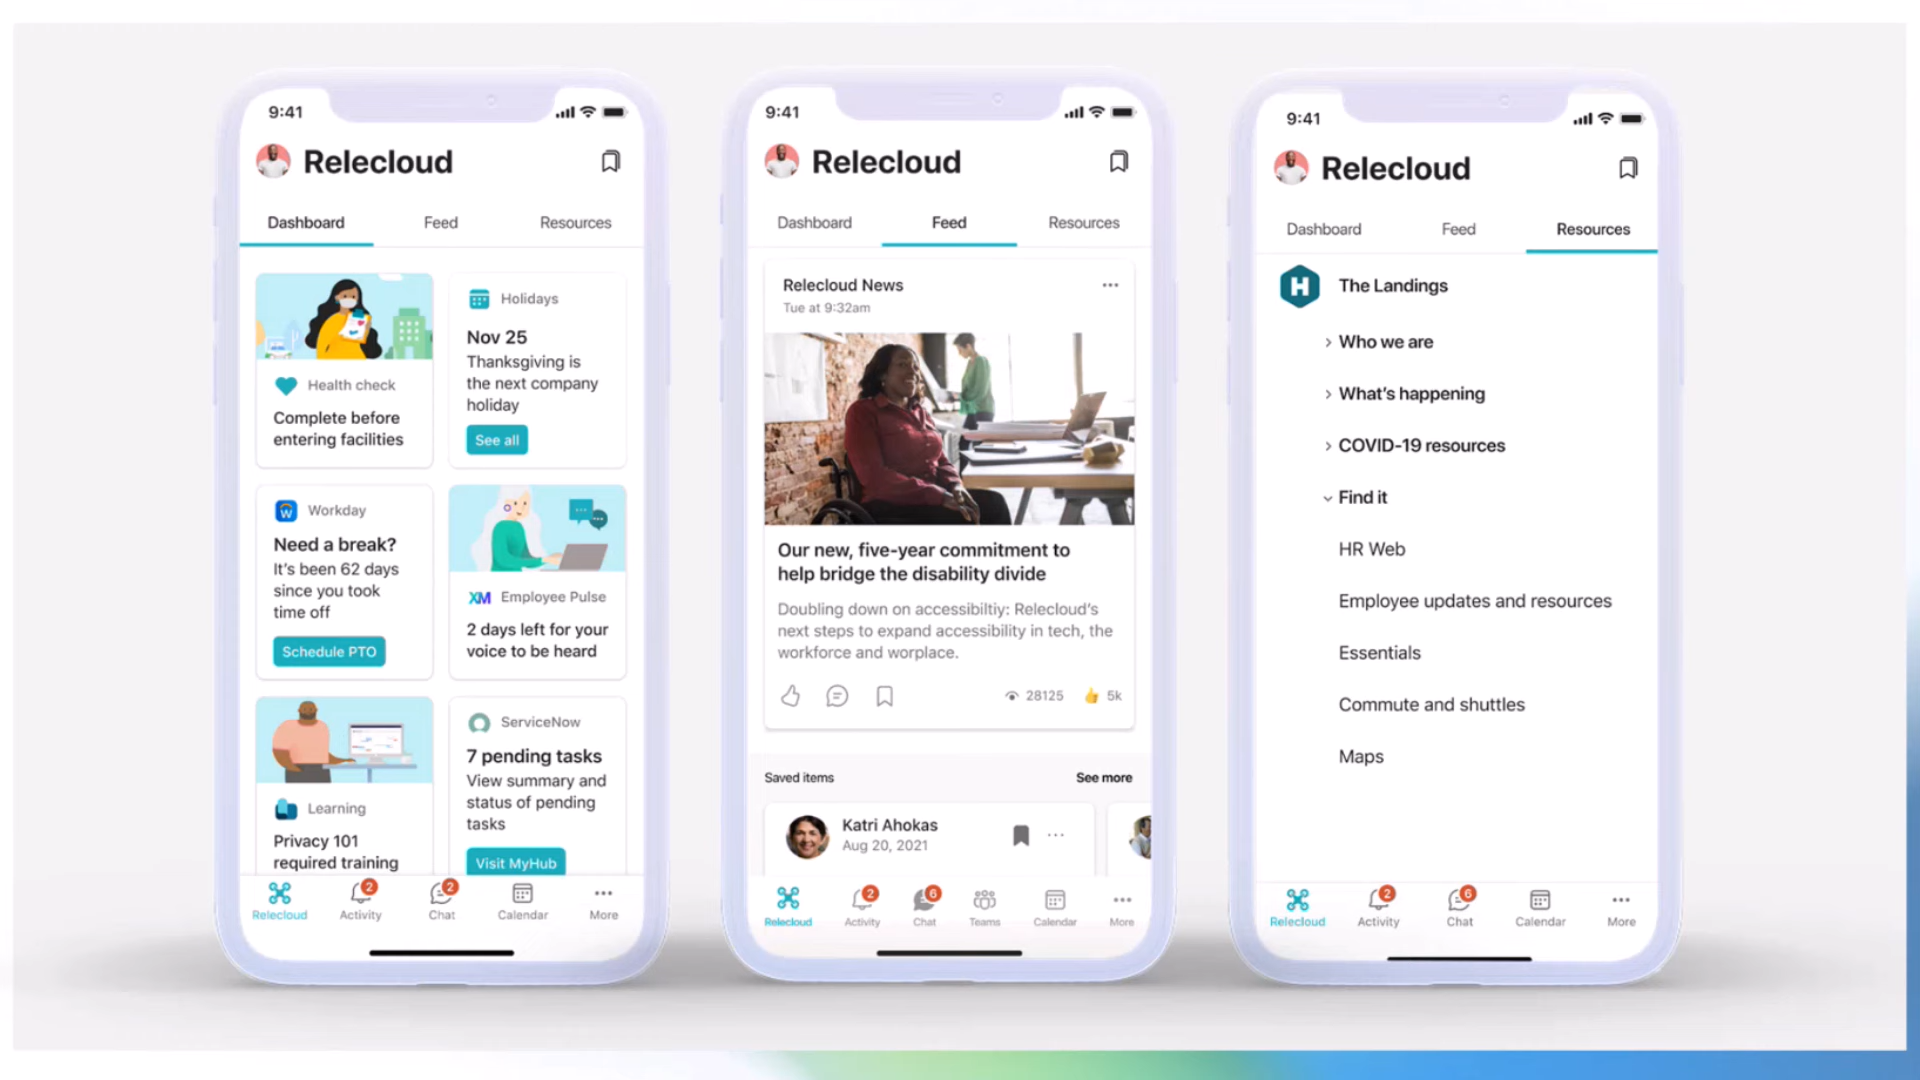 9:41
Relecloud
Dashboard Feed Resources
Health check
Complete before
entering facilities
Holidays
Nov 25
Thanksgiving is
the next company
holiday
See all
Workday
Need a break?
It's been 62 days
since you took
time off
Schedule PTO
XM Employee Pulse
2 days left for your
voice to be heard
Learning
Privacy 101
required training
ServiceNow
7 pending tasks
View summary and
status of pending
tasks
Visit MyHub
2 2
Relecloud Activity Chat Calendar More
9:41
Relecloud
Dashboard Feed Resources
Relecloud News
Tue at 9:32am
Our new, five-year commitment to
help bridge the disability divide
Doubling down on accessibiltiy: Relecloud's
next steps to expand accessibility in tech, the
workforce and worplace.
28125 5k
Saved items See more
Katri Ahokas
Aug 20, 2021
2 6
Relecloud Activity Chat Teams Calendar More
9:41
Relecloud
Dashboard Feed Resources
H The Landings
Who we are
What's happening
COVID-19 resources
Find it
HR Web
Employee updates and resources
Essentials
Commute and shuttles
Maps
2 6
Relecloud Activity Chat Calendar More